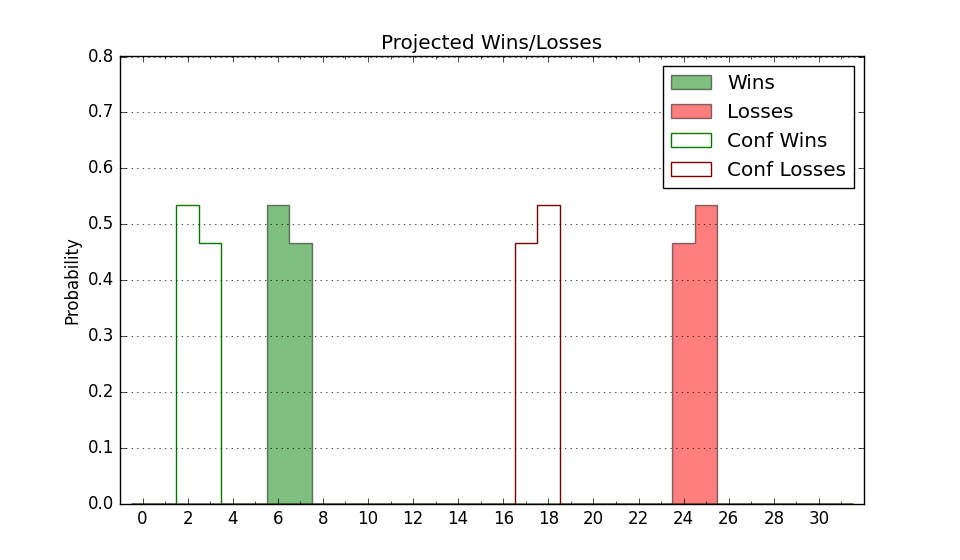 Projected Wins/Losses
0.8
0.7
0.6
0.5
0.4
0.3
0.2
0.1
0.0
Probability
Wins
Losses
Conf Wins
Conf Losses
0 2 4 6 8 10 12 14 16 18 20 22 24 26 28 30